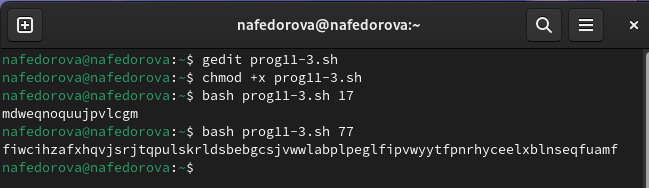 nafedorova@nafedorova:~
nafedorova@nafedorova:~$ gedit prog11-3.sh
nafedorova@nafedorova:~$ chmod +x prog11-3.sh
nafedorova@nafedorova:~$ bash prog11-3.sh 17
mdweqnoquujpvlcgm
nafedorova@nafedorova:~$ bash prog11-3.sh 77
fiwcihzafxhqvjsrjtqpulskrldsbebgcsjvwwlabplpeglfipvwyytfpnrhyceelxblnseqfuamf
nafedorova@nafedorova:~$